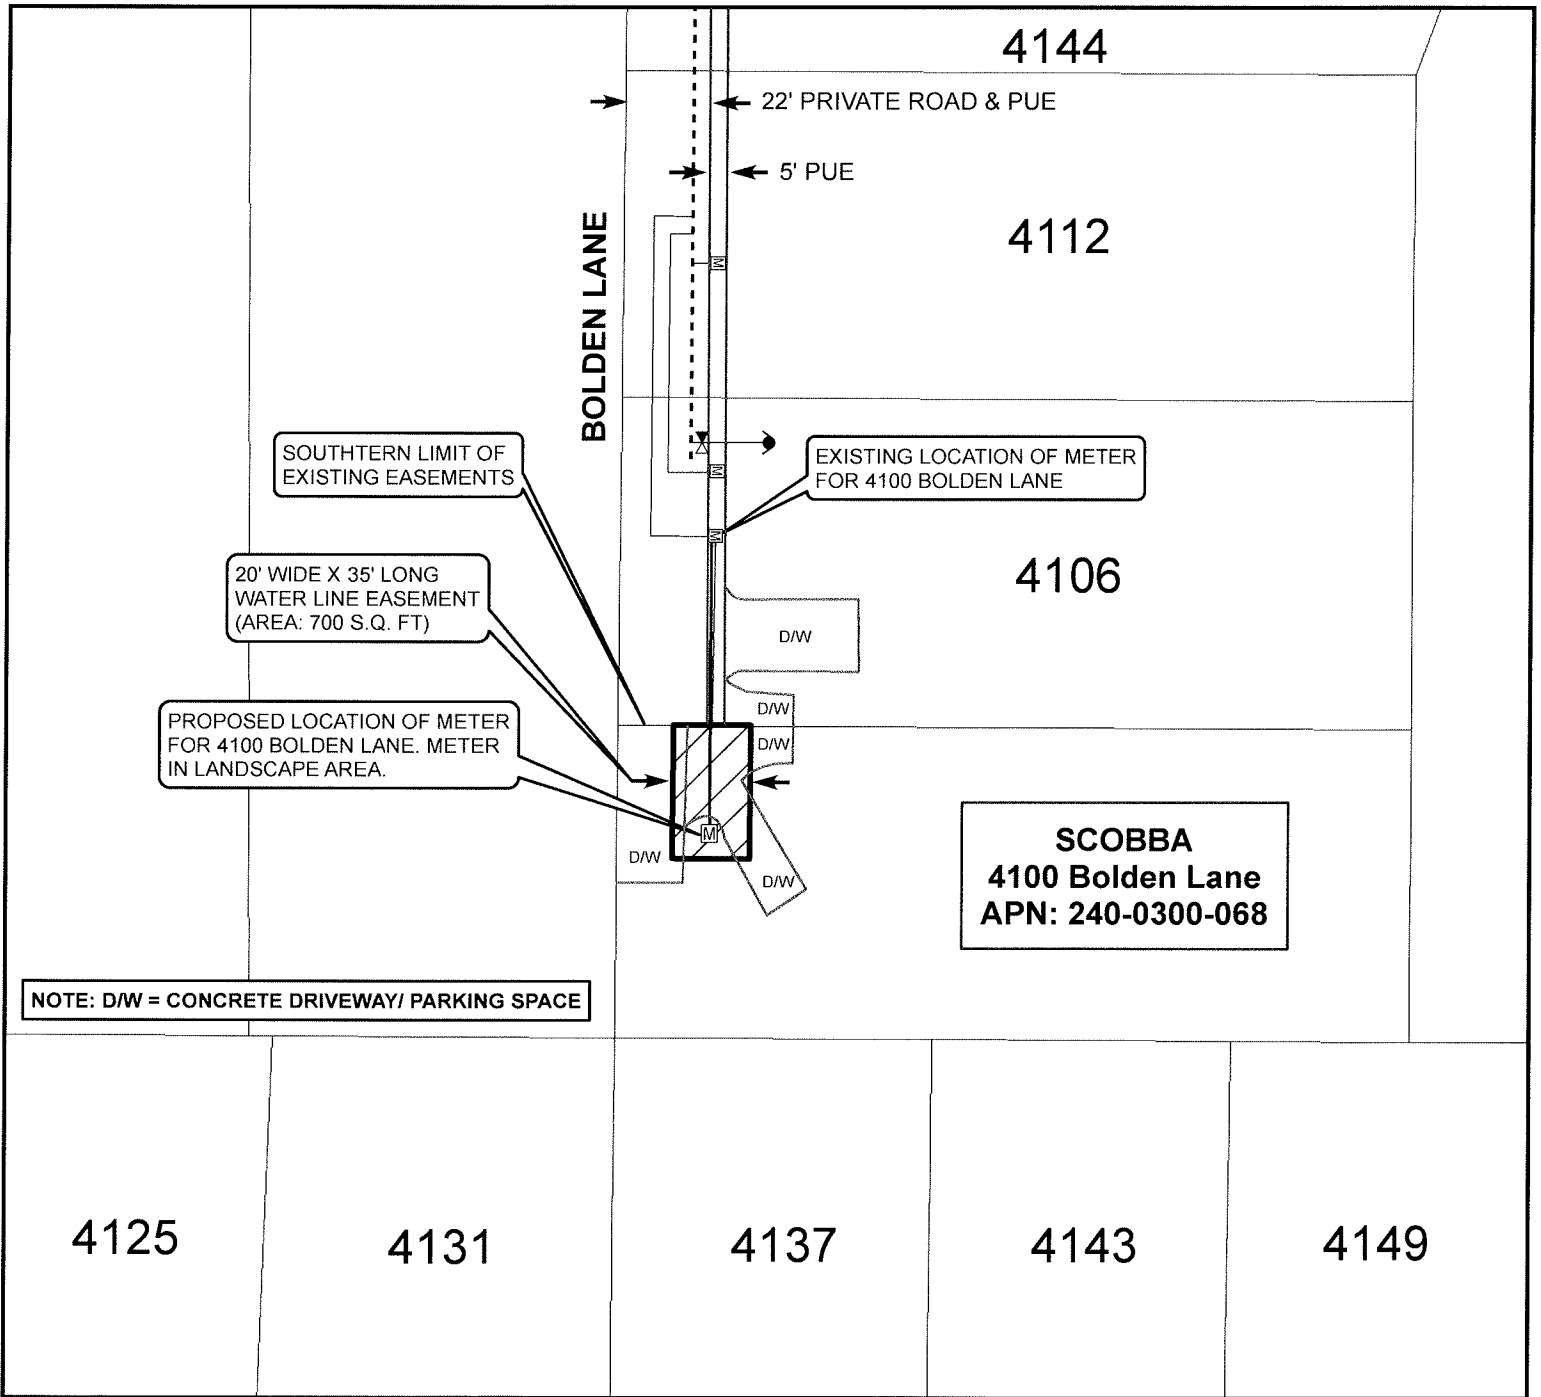 4144
22' PRIVATE ROAD & PUE
5' PUE
BOLDEN LANE
4112
M
SOUTHTERN LIMIT OF
EXISTING EASEMENTS
EXISTING LOCATION OF METER
FOR 4100 BOLDEN LANE
M
M
20' WIDE X 35' LONG
WATER LINE EASEMENT
(AREA: 700 S.Q. FT)
4106
D/W
D/W
D/W
PROPOSED LOCATION OF METER
FOR 4100 BOLDEN LANE. METER
IN LANDSCAPE AREA.
M
D/W
D/W
SCOBBA
4100 Bolden Lane
APN: 240-0300-068
NOTE: D/W = CONCRETE DRIVEWAY/ PARKING SPACE
4125
4131
4137
4143
4149